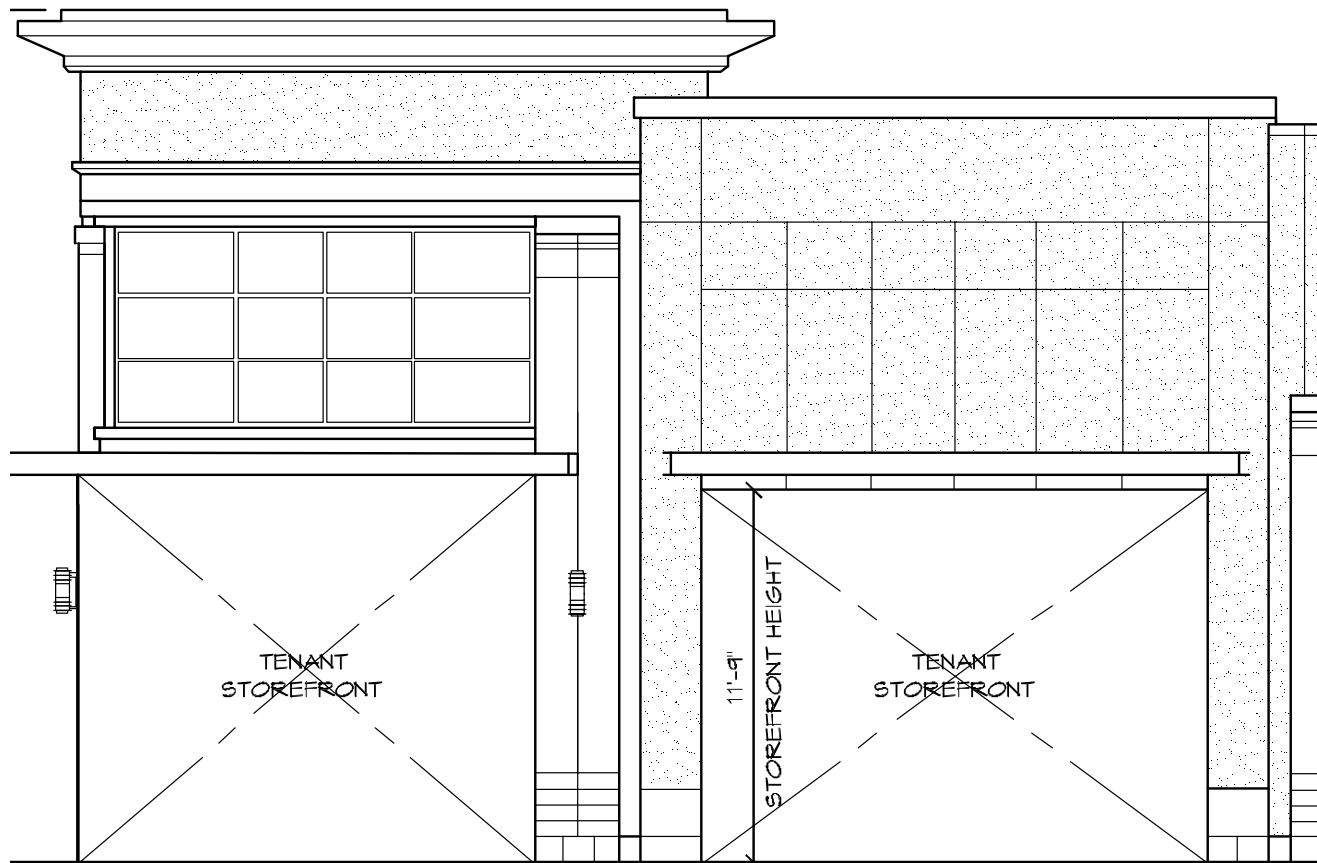 TENANT
STOREFRONT
11'-9"
STOREFRONT HEIGHT
TENANT
STOREFRONT